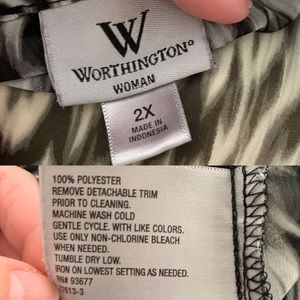 W
WORTHINGTON®
WOMAN
2X
MADE IN
INDONESIA
100% POLYESTER
REMOVE DETACHABLE TRIM
PRIOR TO CLEANING.
MACHINE WASH COLD
GENTLE CYCLE. WITH LIKE COLORS.
USE ONLY NON-CHLORINE BLEACH
WHEN NEEDED.
TUMBLE DRY LOW.
IRON ON LOWEST SETTING AS NEEDED.
RN# 93677
2613-3